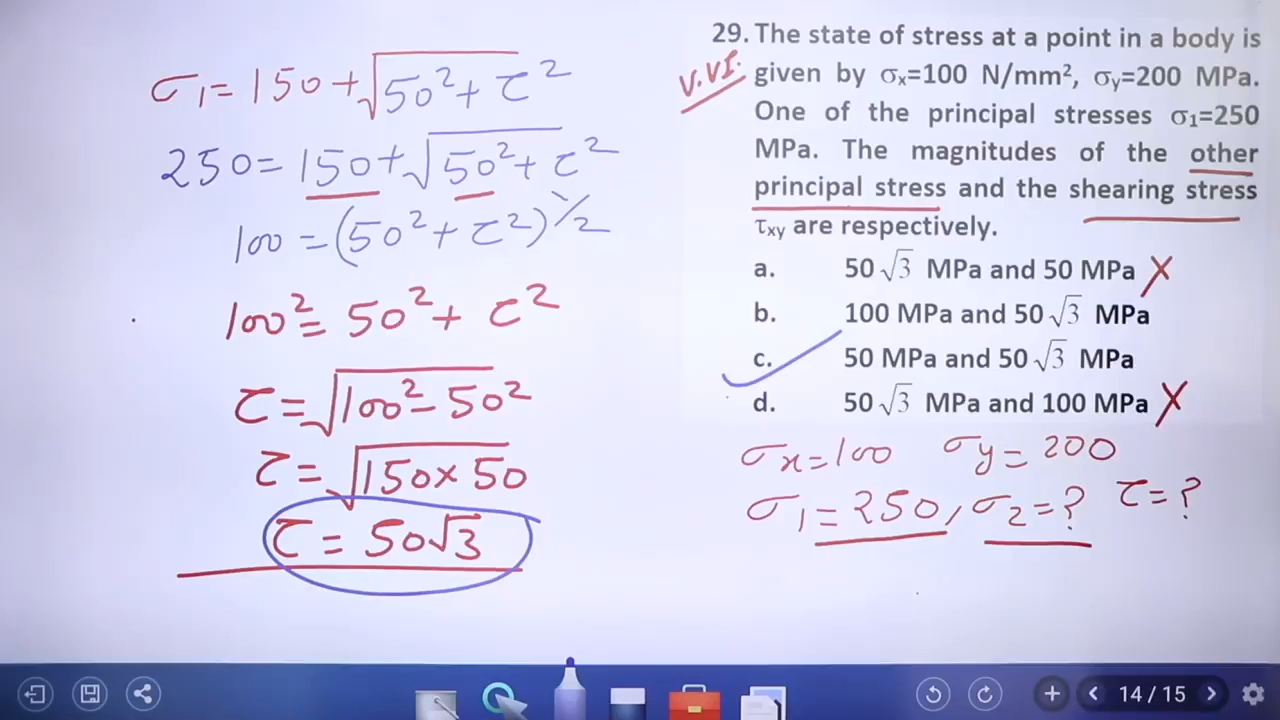 σ₁ = 150 + √50² + τ²
250 = 150 + √50² + τ²
100 = (50² + τ²)^1/2
100² = 50² + τ²
τ = √100² - 50²
τ = √150 × 50
τ = 50√3
V.VI.
29. The state of stress at a point in a body is
given by σx=100 N/mm², σy=200 MPa.
One of the principal stresses σ₁=250
MPa. The magnitudes of the other
principal stress and the shearing stress
τxy are respectively.
a. 50√3 MPa and 50 MPa ✗
b. 100 MPa and 50√3 MPa
c. 50 MPa and 50√3 MPa
d. 50√3 MPa and 100 MPa ✗
σx = 100 σy = 200
σ₁ = 250, σ₂ = ? τ = ?
14 / 15